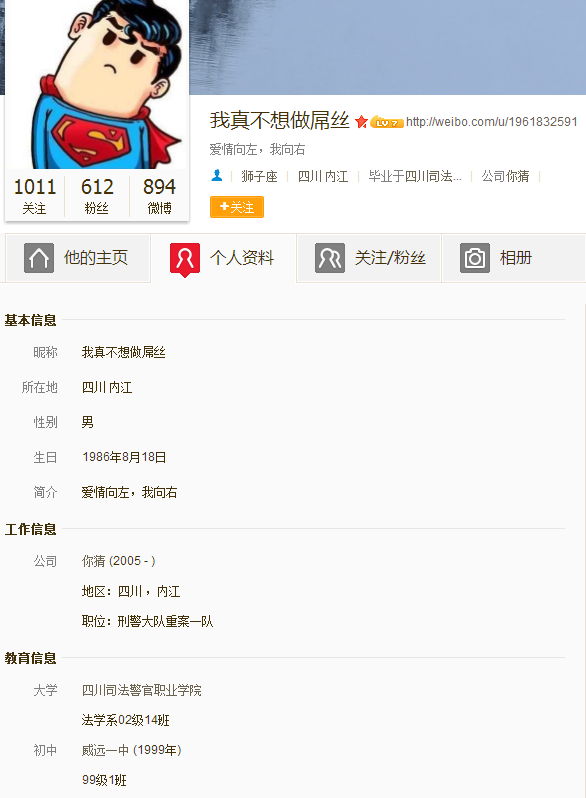 我真不想做屌丝 http://weibo.com/u/1961832591
爱情向左，我向右
1011 612 894
关注 粉丝 微博
狮子座 | 四川 内江 | 毕业于四川司法... | 公司你猜 |
+关注
他的主页 个人资料 关注/粉丝 相册
基本信息
昵称 我真不想做屌丝
所在地 四川 内江
性别 男
生日 1986年8月18日
简介 爱情向左，我向右
工作信息
公司 你猜 (2005 - )
地区：四川 ，内江
职位：刑警大队重案一队
教育信息
大学 四川司法警官职业学院
法学系02级14班
初中 威远一中 (1999年)
99级1班